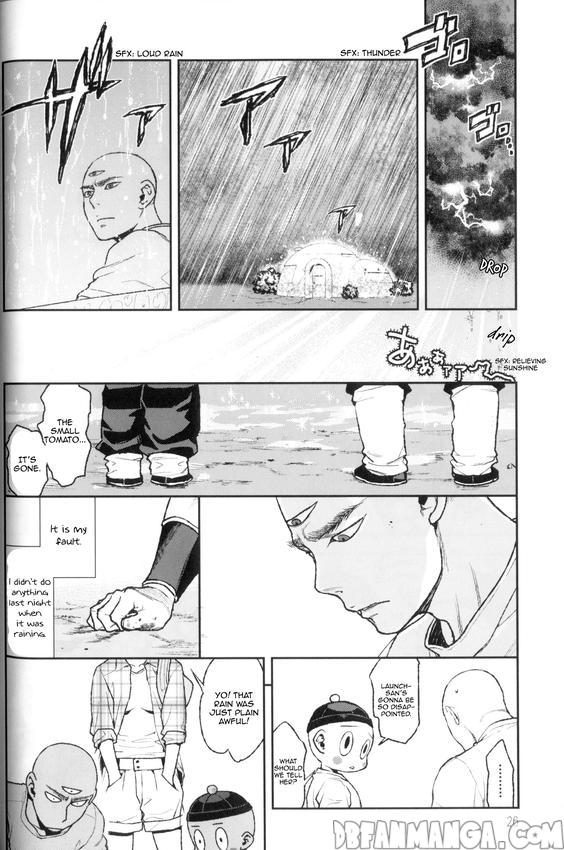 ゴロ
ゴロ…
SFX: THUNDER
ア
ア
ア
SFX: LOUD RAIN
ザ
DROP
drip
SFX: RELIEVING
SUNSHINE
THE
SMALL
TOMATO...
IT'S
GONE.
It is my
fault.
I didn't do
anything
last night
when
it was
raining.
LAUNCH-
SAN'S
GONNA
BE SO
DISAP-
POINTED.
WHAT
SHOULD
WE TELL
HER?
YO! THAT
RAIN WAS
JUST PLAIN
AWFUL!
26
DBFANMANGA.COM